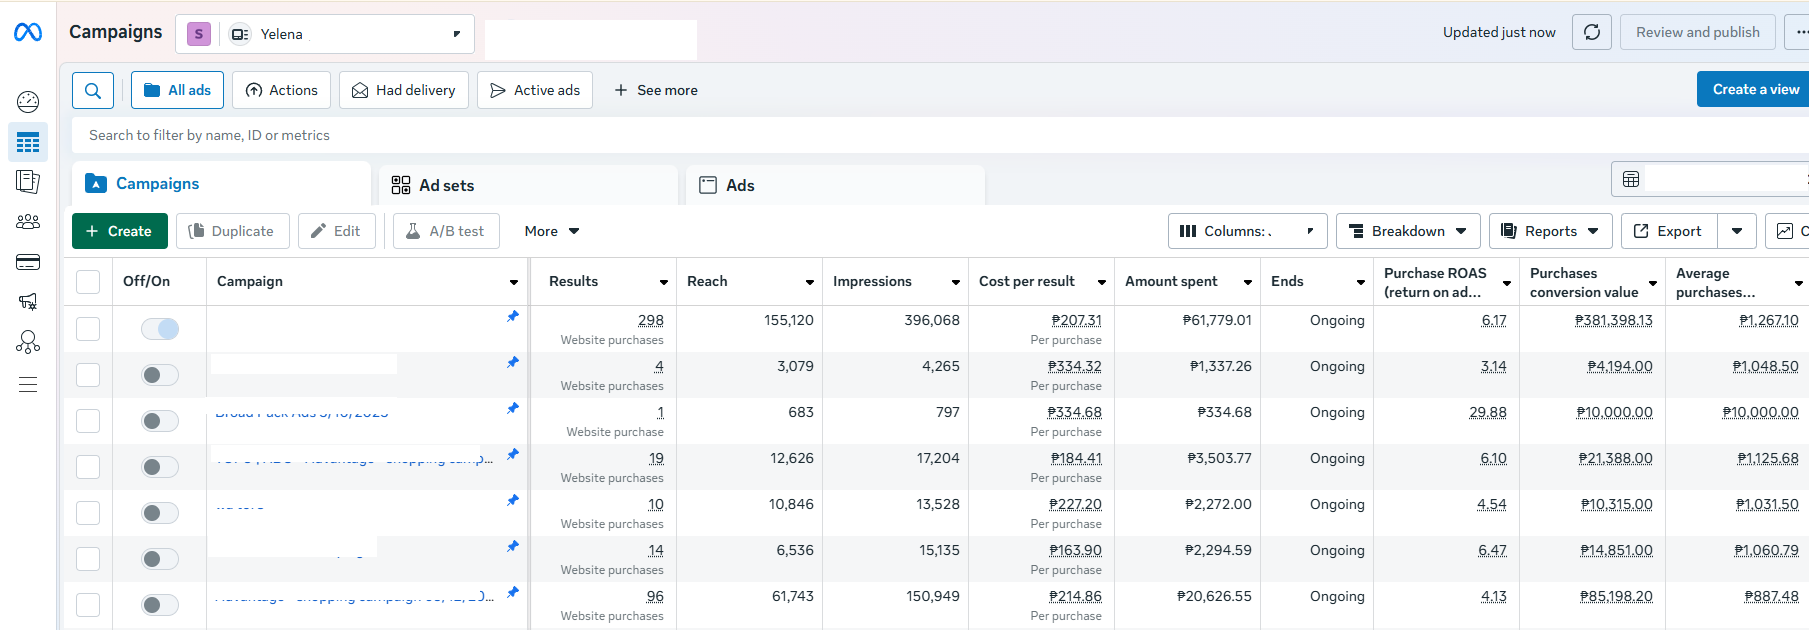 Campaigns
S
Yelena
Updated just now
Review and publish
All ads
Actions
Had delivery
Active ads
+ See more
Create a view
Search to filter by name, ID or metrics
Campaigns
Ad sets
Ads
+ Create
Duplicate
Edit
A/B test
More
Columns:
Breakdown
Reports
Export
Off/On
Campaign
Results
Reach
Impressions
Cost per result
Amount spent
Ends
Purchase ROAS
(return on ad...
Purchases
conversion value
Average
purchases...
298 155,120 396,068 ₱207.31 ₱61,779.01 Ongoing 6.17 ₱381,398.13 ₱1,267.10
Website purchases Per purchase
4 3,079 4,265 ₱334.32 ₱1,337.26 Ongoing 3.14 ₱4,194.00 ₱1,048.50
Website purchases Per purchase
1 683 797 ₱334.68 ₱334.68 Ongoing 29.88 ₱10,000.00 ₱10,000.00
Website purchase Per purchase
19 12,626 17,204 ₱184.41 ₱3,503.77 Ongoing 6.10 ₱21,388.00 ₱1,125.68
Website purchases Per purchase
10 10,846 13,528 ₱227.20 ₱2,272.00 Ongoing 4.54 ₱10,315.00 ₱1,031.50
Website purchases Per purchase
14 6,536 15,135 ₱163.90 ₱2,294.59 Ongoing 6.47 ₱14,851.00 ₱1,060.79
Website purchases Per purchase
96 61,743 150,949 ₱214.86 ₱20,626.55 Ongoing 4.13 ₱85,198.20 ₱887.48
Website purchases Per purchase